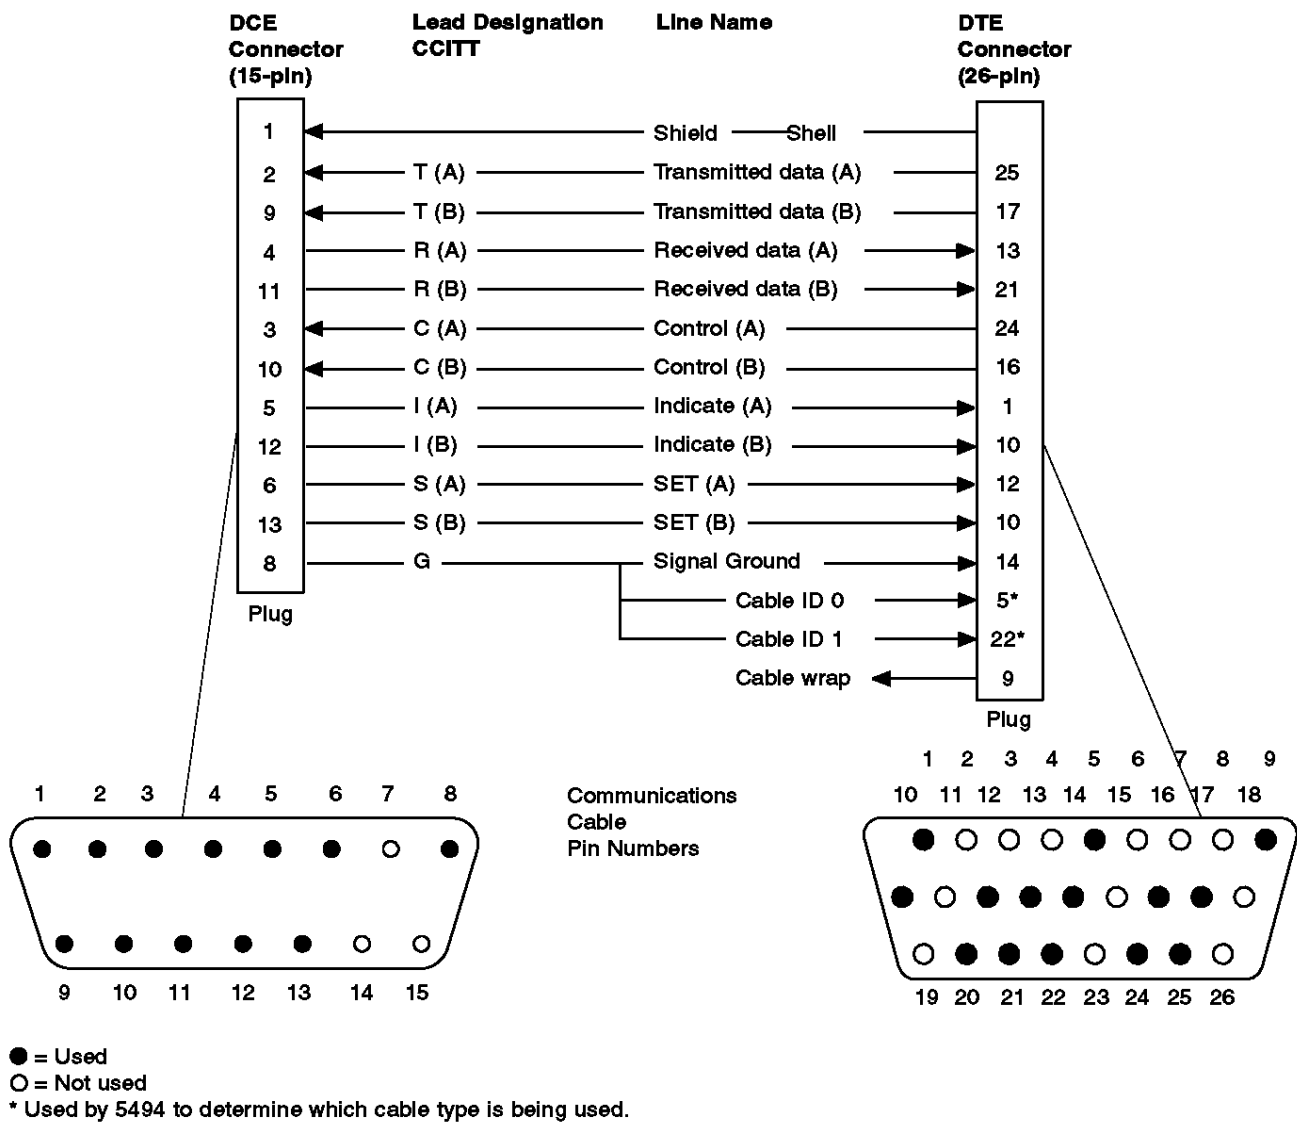 DCE Connector (15-pin) Lead Designation CCITT Line Name DTE Connector (26-pin)
1 Shield Shell
2 T (A) Transmitted data (A) 25
9 T (B) Transmitted data (B) 17
4 R (A) Received data (A) 13
11 R (B) Received data (B) 21
3 C (A) Control (A) 24
10 C (B) Control (B) 16
5 I (A) Indicate (A) 1
12 I (B) Indicate (B) 10
6 S (A) SET (A) 12
13 S (B) SET (B) 10
8 G Signal Ground 14
Cable ID 0 5*
Cable ID 1 22*
Cable wrap 9
Plug
Plug
1 2 3 4 5 6 7 8
9 10 11 12 13 14 15
Communications
Cable
Pin Numbers
1 2 3 4 5 6 7 8 9
10 11 12 13 14 15 16 17 18
19 20 21 22 23 24 25 26
= Used
= Not used
* Used by 5494 to determine which cable type is being used.